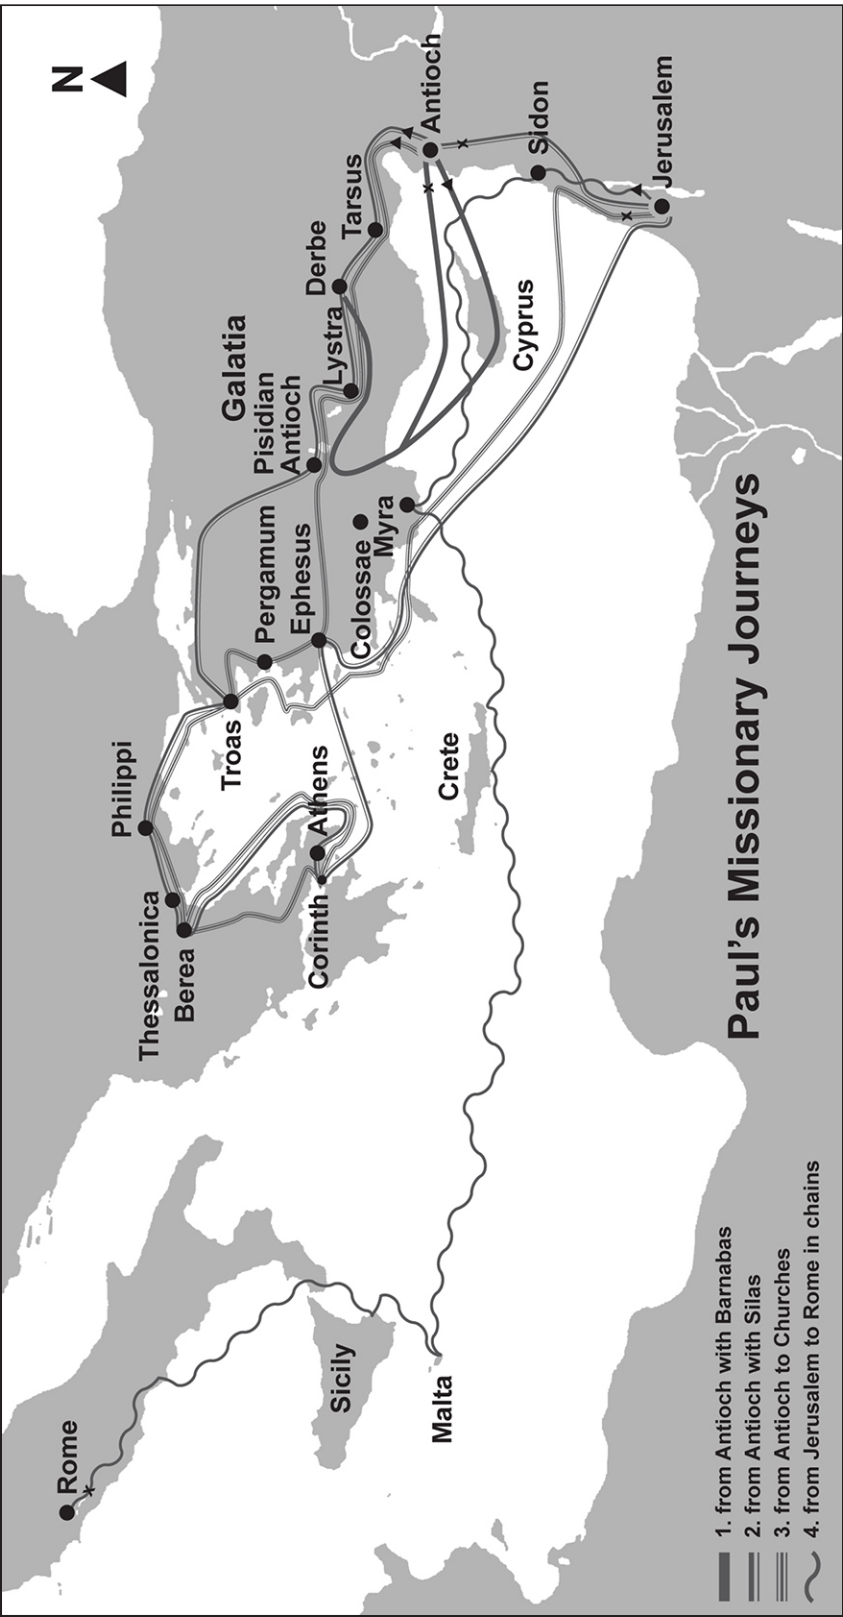 N
Rome
Sicily
Malta
Thessalonica
Berea
Philippi
Corinth
Athens
Troas
Pergamum
Ephesus
Colossae
Myra
Crete
Galatia
Pisidian
Antioch
Lystra
Derbe
Tarsus
Antioch
Cyprus
Sidon
Jerusalem
Paul's Missionary Journeys
1. from Antioch with Barnabas
2. from Antioch with Silas
3. from Antioch to Churches
4. from Jerusalem to Rome in chains